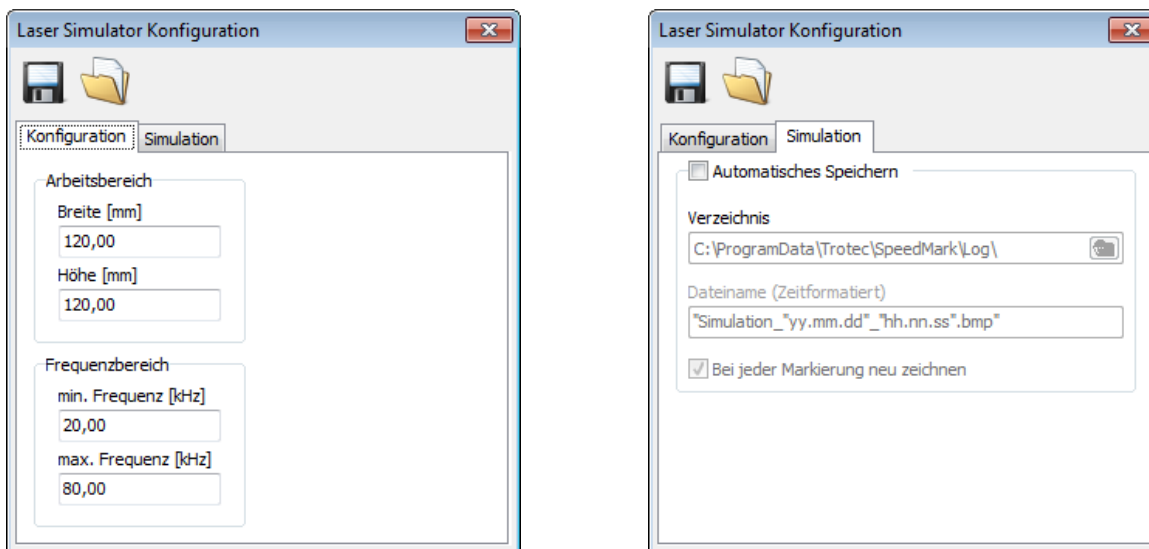 Laser Simulator Konfiguration
Konfiguration
Simulation
Arbeitsbereich
Breite [mm]
120,00
Höhe [mm]
120,00
Frequenzbereich
min. Frequenz [kHz]
20,00
max. Frequenz [kHz]
80,00
Laser Simulator Konfiguration
Konfiguration
Simulation
Automatisches Speichern
Verzeichnis
C:\ProgramData\Trotec\SpeedMark\Log\
Dateiname (Zeitformatiert)
"Simulation_"yy.mm.dd"_"hh.nn.ss".bmp"
Bei jeder Markierung neu zeichnen